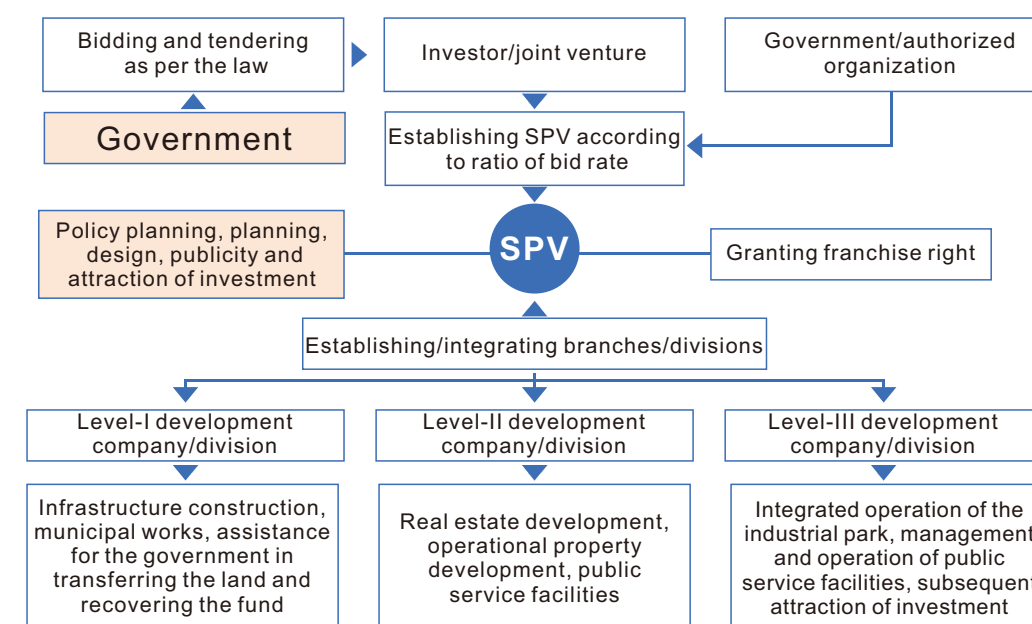 Bidding and tendering
as per the law
Investor/joint venture
Government/authorized
organization
Government
Establishing SPV according
to ratio of bid rate
Policy planning, planning,
design, publicity and
attraction of investment
SPV
Granting franchise right
Establishing/integrating branches/divisions
Level-I development
company/division
Level-II development
company/division
Level-III development
company/division
Infrastructure construction,
municipal works, assistance
for the government in
transferring the land and
recovering the fund
Real estate development,
operational property
development, public
service facilities
Integrated operation of the
industrial park, management
and operation of public
service facilities, subsequent
attraction of investment